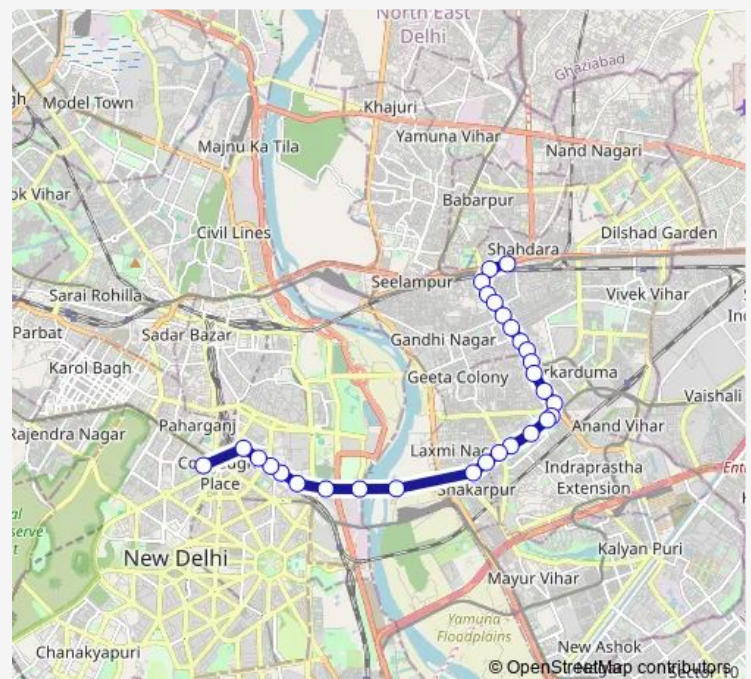 North East
Delhi
Ghaziabad
Model Town
Khajuri
Yamuna Vihar
Majnu Ka Tila
Nand Nagari
ok Vihar
Babarpur
Civil Lines
Dilshad Garden
Shahdara
Seelampur
Sarai Rohilla
Vivek Vihar
Parbat
Sadar Bazar
Gandhi Nagar
Karol Bagh
Geeta Colony
rkarduma
Vaishali
Rajendra Nagar
Paharganj
Anand Vihar
Laxmi Na
Place
Indraprastha
Extension
Shakarpur
New Delhi
Kalyan Puri
Mayur Vihar
Yamuna
Floodplains
Chanakyapuri
New Ashok
© OpenStreetMap contributors